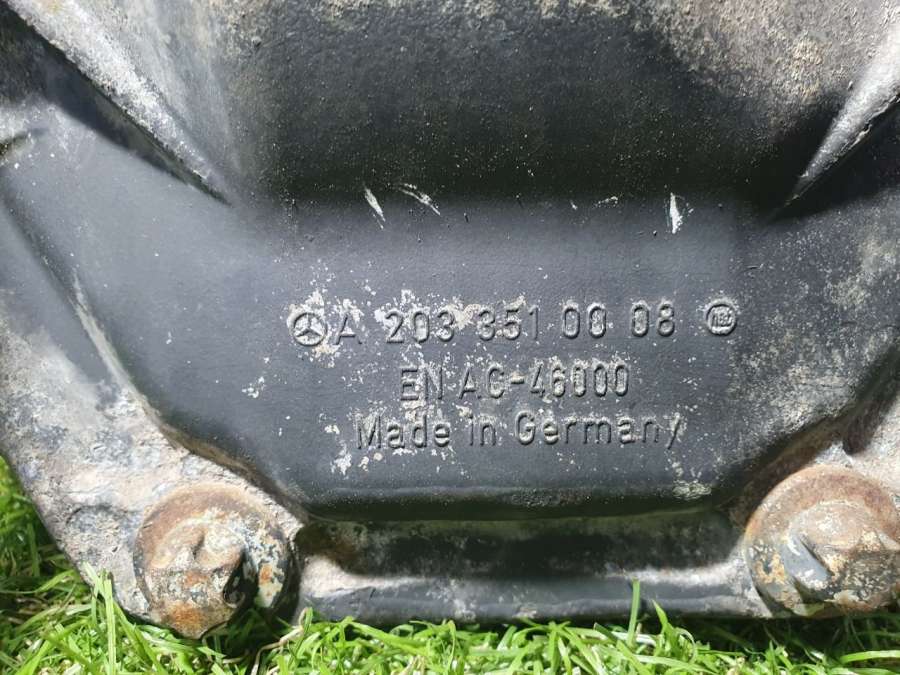 A 203 351 00 08
EN AC-46000
Made in Germany